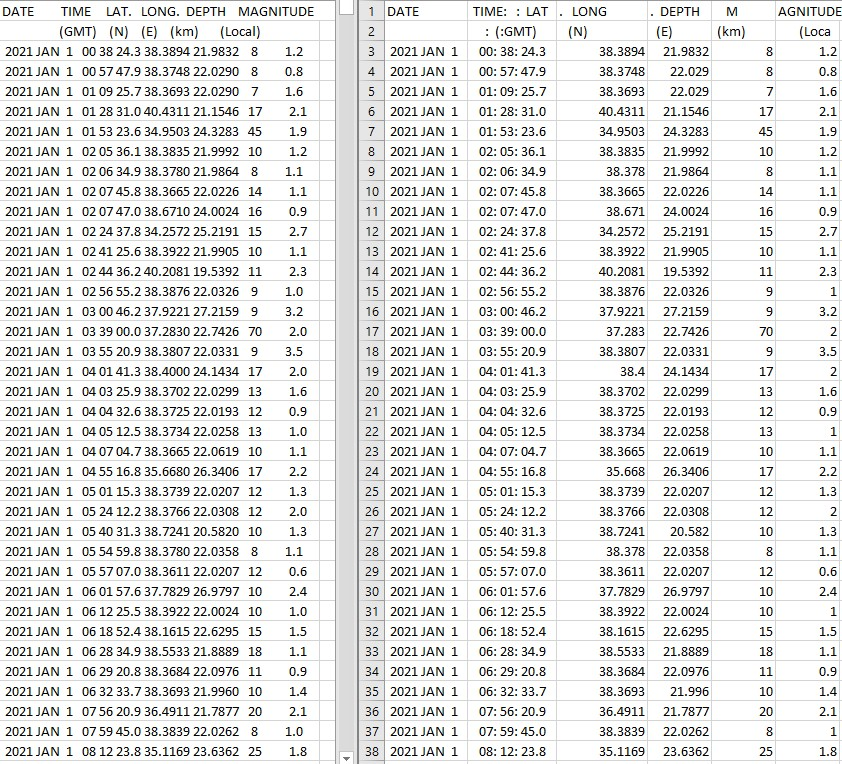 DATE TIME LAT. LONG. DEPTH MAGNITUDE
(GMT) (N) (E) (km) (Local)
2021 JAN 1 00 38 24.3 38.3894 21.9832 8 1.2
2021 JAN 1 00 57 47.9 38.3748 22.0290 8 0.8
2021 JAN 1 01 09 25.7 38.3693 22.0290 7 1.6
2021 JAN 1 01 28 31.0 40.4311 21.1546 17 2.1
2021 JAN 1 01 53 23.6 34.9503 24.3283 45 1.9
2021 JAN 1 02 05 36.1 38.3835 21.9992 10 1.2
2021 JAN 1 02 06 34.9 38.3780 21.9864 8 1.1
2021 JAN 1 02 07 45.8 38.3665 22.0226 14 1.1
2021 JAN 1 02 07 47.0 38.6710 24.0024 16 0.9
2021 JAN 1 02 24 37.8 34.2572 25.2191 15 2.7
2021 JAN 1 02 41 25.6 38.3922 21.9905 10 1.1
2021 JAN 1 02 44 36.2 40.2081 19.5392 11 2.3
2021 JAN 1 02 56 55.2 38.3876 22.0326 9 1.0
2021 JAN 1 03 00 46.2 37.9221 27.2159 9 3.2
2021 JAN 1 03 39 00.0 37.2830 22.7426 70 2.0
2021 JAN 1 03 55 20.9 38.3807 22.0331 9 3.5
2021 JAN 1 04 01 41.3 38.4000 24.1434 17 2.0
2021 JAN 1 04 03 25.9 38.3702 22.0299 13 1.6
2021 JAN 1 04 04 32.6 38.3725 22.0193 12 0.9
2021 JAN 1 04 05 12.5 38.3734 22.0258 13 1.0
2021 JAN 1 04 07 04.7 38.3665 22.0619 10 1.1
2021 JAN 1 04 55 16.8 35.6680 26.3406 17 2.2
2021 JAN 1 05 01 15.3 38.3739 22.0207 12 1.3
2021 JAN 1 05 24 12.2 38.3766 22.0308 12 2.0
2021 JAN 1 05 40 31.3 38.7241 20.5820 10 1.3
2021 JAN 1 05 54 59.8 38.3780 22.0358 8 1.1
2021 JAN 1 05 57 07.0 38.3611 22.0207 12 0.6
2021 JAN 1 06 01 57.6 37.7829 26.9797 10 2.4
2021 JAN 1 06 12 25.5 38.3922 22.0024 10 1.0
2021 JAN 1 06 18 52.4 38.1615 22.6295 15 1.5
2021 JAN 1 06 28 34.9 38.5533 21.8889 18 1.1
2021 JAN 1 06 29 20.8 38.3684 22.0976 11 0.9
2021 JAN 1 06 32 33.7 38.3693 21.9960 10 1.4
2021 JAN 1 07 56 20.9 36.4911 21.7877 20 2.1
2021 JAN 1 07 59 45.0 38.3839 22.0262 8 1.0
2021 JAN 1 08 12 23.8 35.1169 23.6362 25 1.8
1 DATE TIME: : LAT . LONG . DEPTH M AGNITUDE
2 : (:GMT) (N) (E) (km) (Loca
3 2021 JAN 1 00: 38: 24.3 38.3894 21.9832 8 1.2
4 2021 JAN 1 00: 57: 47.9 38.3748 22.029 8 0.8
5 2021 JAN 1 01: 09: 25.7 38.3693 22.029 7 1.6
6 2021 JAN 1 01: 28: 31.0 40.4311 21.1546 17 2.1
7 2021 JAN 1 01: 53: 23.6 34.9503 24.3283 45 1.9
8 2021 JAN 1 02: 05: 36.1 38.3835 21.9992 10 1.2
9 2021 JAN 1 02: 06: 34.9 38.378 21.9864 8 1.1
10 2021 JAN 1 02: 07: 45.8 38.3665 22.0226 14 1.1
11 2021 JAN 1 02: 07: 47.0 38.671 24.0024 16 0.9
12 2021 JAN 1 02: 24: 37.8 34.2572 25.2191 15 2.7
13 2021 JAN 1 02: 41: 25.6 38.3922 21.9905 10 1.1
14 2021 JAN 1 02: 44: 36.2 40.2081 19.5392 11 2.3
15 2021 JAN 1 02: 56: 55.2 38.3876 22.0326 9 1
16 2021 JAN 1 03: 00: 46.2 37.9221 27.2159 9 3.2
17 2021 JAN 1 03: 39: 00.0 37.283 22.7426 70 2
18 2021 JAN 1 03: 55: 20.9 38.3807 22.0331 9 3.5
19 2021 JAN 1 04: 01: 41.3 38.4 24.1434 17 2
20 2021 JAN 1 04: 03: 25.9 38.3702 22.0299 13 1.6
21 2021 JAN 1 04: 04: 32.6 38.3725 22.0193 12 0.9
22 2021 JAN 1 04: 05: 12.5 38.3734 22.0258 13 1
23 2021 JAN 1 04: 07: 04.7 38.3665 22.0619 10 1.1
24 2021 JAN 1 04: 55: 16.8 35.668 26.3406 17 2.2
25 2021 JAN 1 05: 01: 15.3 38.3739 22.0207 12 1.3
26 2021 JAN 1 05: 24: 12.2 38.3766 22.0308 12 2
27 2021 JAN 1 05: 40: 31.3 38.7241 20.582 10 1.3
28 2021 JAN 1 05: 54: 59.8 38.378 22.0358 8 1.1
29 2021 JAN 1 05: 57: 07.0 38.3611 22.0207 12 0.6
30 2021 JAN 1 06: 01: 57.6 37.7829 26.9797 10 2.4
31 2021 JAN 1 06: 12: 25.5 38.3922 22.0024 10 1
32 2021 JAN 1 06: 18: 52.4 38.1615 22.6295 15 1.5
33 2021 JAN 1 06: 28: 34.9 38.5533 21.8889 18 1.1
34 2021 JAN 1 06: 29: 20.8 38.3684 22.0976 11 0.9
35 2021 JAN 1 06: 32: 33.7 38.3693 21.996 10 1.4
36 2021 JAN 1 07: 56: 20.9 36.4911 21.7877 20 2.1
37 2021 JAN 1 07: 59: 45.0 38.3839 22.0262 8 1
38 2021 JAN 1 08: 12: 23.8 35.1169 23.6362 25 1.8